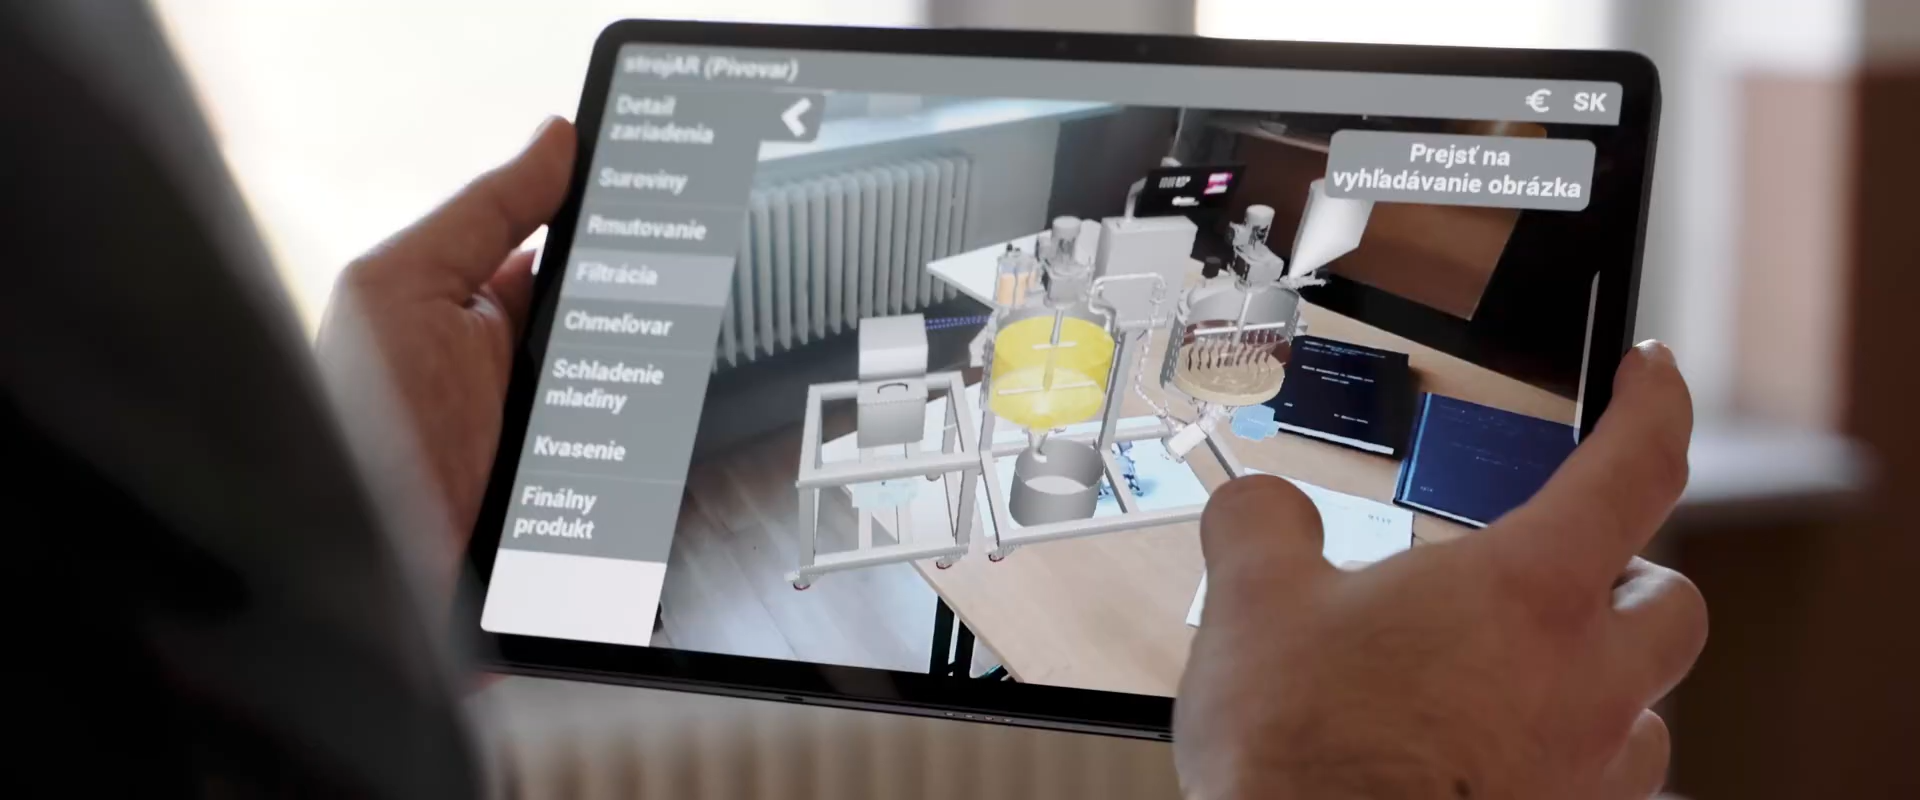 strojAR (Pivovar)
€ SK
Detail
zariadenia
Suroviny
Rmutovanie
Filtrácia
Chmeľovar
Schladenie
mladiny
Kvasenie
Finálny
produkt
Prejsť na
vyhľadávanie obrázka